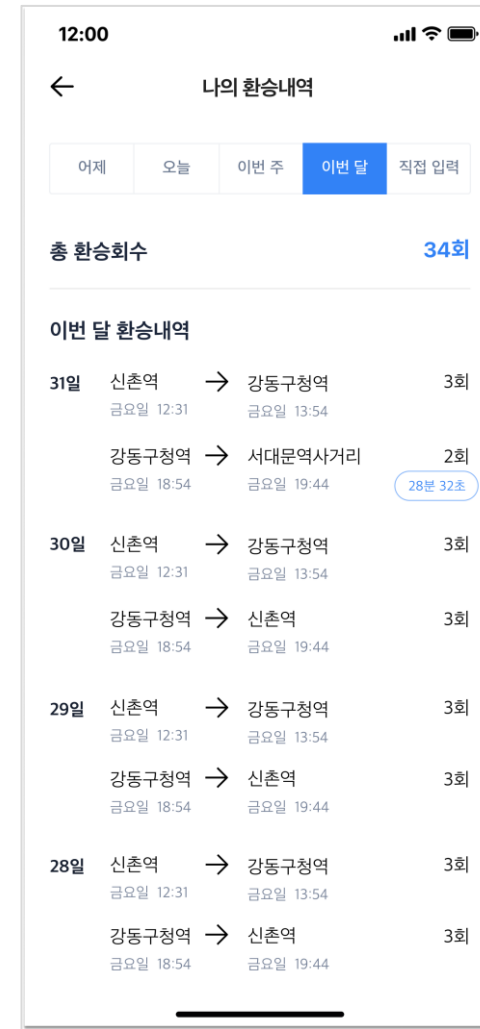 12:00
나의 환승내역
어제 오늘 이번 주 이번 달 직접 입력
총 환승회수 34회
이번 달 환승내역
31일 신촌역 → 강동구청역 3회
금요일 12:31 금요일 13:54
강동구청역 → 서대문역사거리 2회
금요일 18:54 금요일 19:44 28분 32초
30일 신촌역 → 강동구청역 3회
금요일 12:31 금요일 13:54
강동구청역 → 신촌역 3회
금요일 18:54 금요일 19:44
29일 신촌역 → 강동구청역 3회
금요일 12:31 금요일 13:54
강동구청역 → 신촌역 3회
금요일 18:54 금요일 19:44
28일 신촌역 → 강동구청역 3회
금요일 12:31 금요일 13:54
강동구청역 → 신촌역 3회
금요일 18:54 금요일 19:44